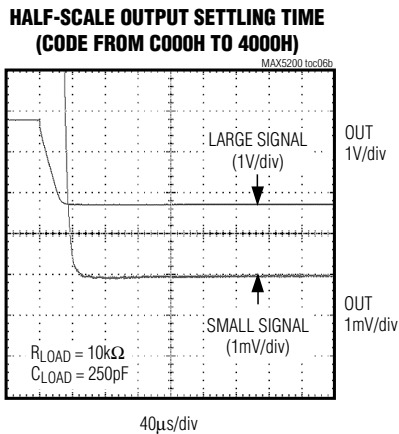 HALF-SCALE OUTPUT SETTLING TIME
(CODE FROM C000H TO 4000H)
MAX5200 toc06b
LARGE SIGNAL
(1V/div)
OUT
1V/div
SMALL SIGNAL
(1mV/div)
OUT
1mV/div
RLOAD = 10kΩ
CLOAD = 250pF
40µs/div